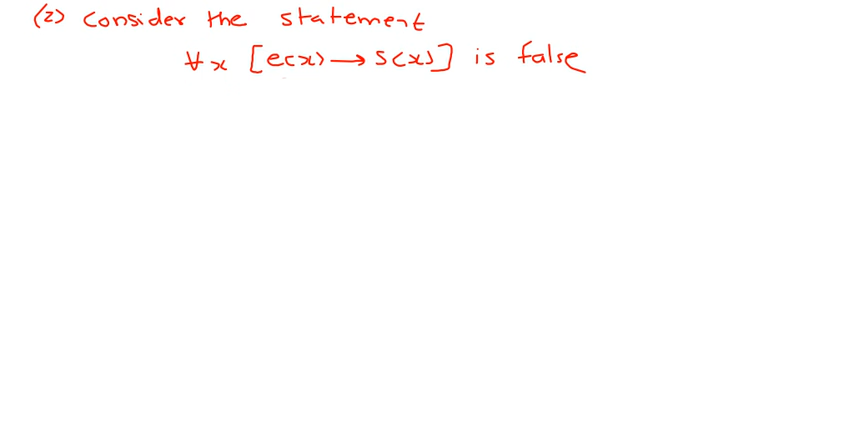 (2) Consider the statement
∀x [e(x) → s(x)] is false